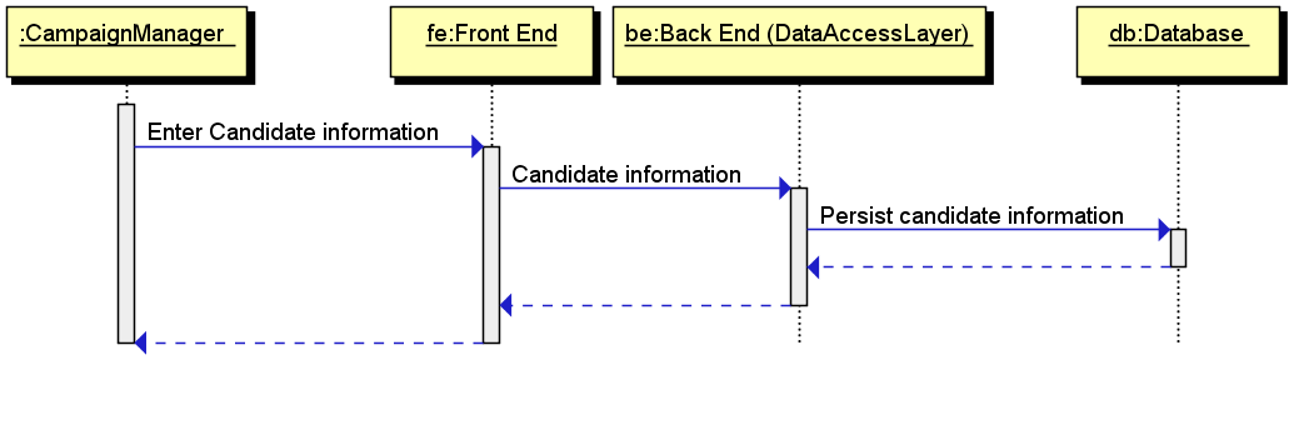 :CampaignManager
fe:Front End
be:Back End (DataAccessLayer)
db:Database
Enter Candidate information
Candidate information
Persist candidate information